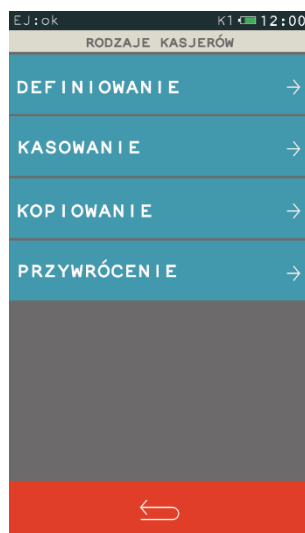 EJ:ok K1 12:00
RODZAJE KASJERÓW
DEFINIOWANIE
KASOWANIE
KOPIOWANIE
PRZYWRÓCENIE